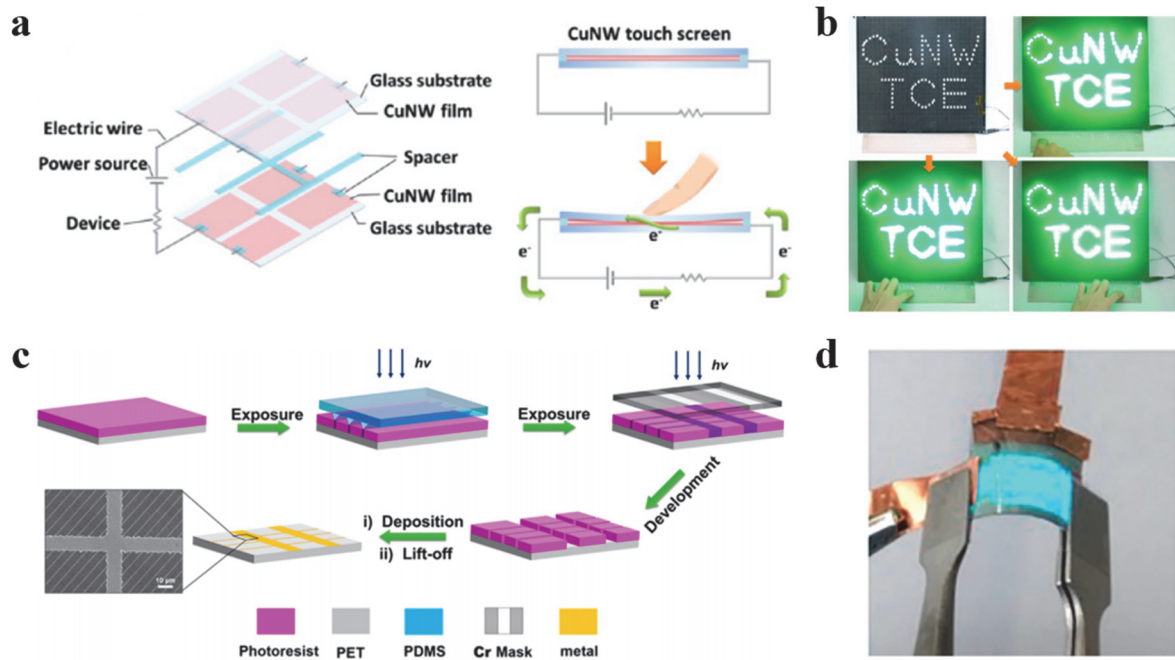 a
Glass substrate
CuNW film
Electric wire
Power source
Spacer
CuNW film
Device
Glass substrate
CuNW touch screen
e-
e-
e-
e-
b
CuNW
TCE
CuNW
TCE
CuNW
TCE
CuNW
TCE
c
hv
hv
Exposure
Exposure
Development
i) Deposition
ii) Lift-off
10 μm
Photoresist
PET
PDMS
Cr Mask
metal
d